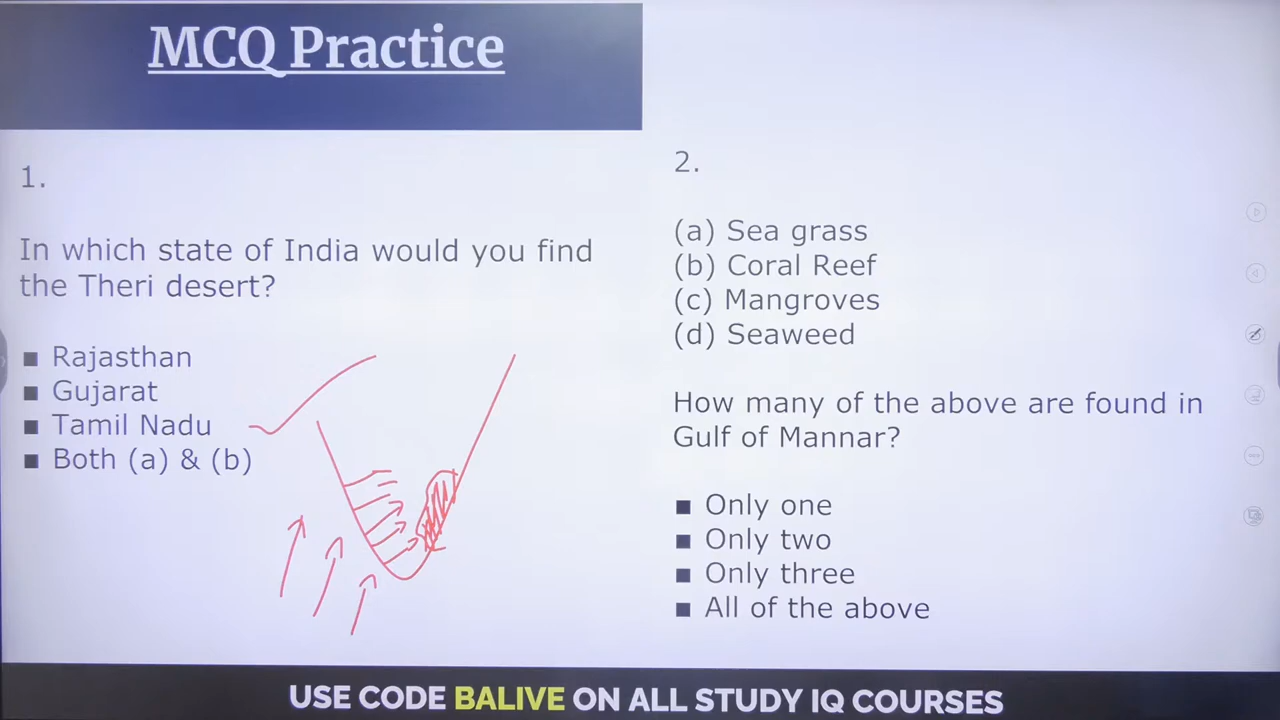 MCQ Practice
1.
In which state of India would you find
the Theri desert?
■ Rajasthan
■ Gujarat
■ Tamil Nadu
■ Both (a) & (b)
2.
(a) Sea grass
(b) Coral Reef
(c) Mangroves
(d) Seaweed
How many of the above are found in
Gulf of Mannar?
■ Only one
■ Only two
■ Only three
■ All of the above
USE CODE BALIVE ON ALL STUDY IQ COURSES